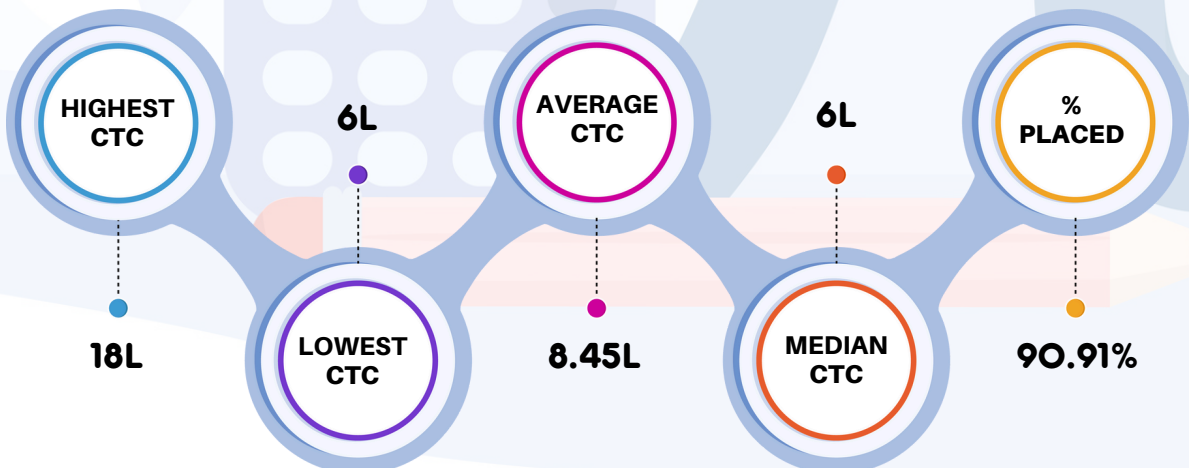 HIGHEST
CTC
18L
6L
LOWEST
CTC
AVERAGE
CTC
8.45L
6L
MEDIAN
CTC
%
PLACED
90.91%